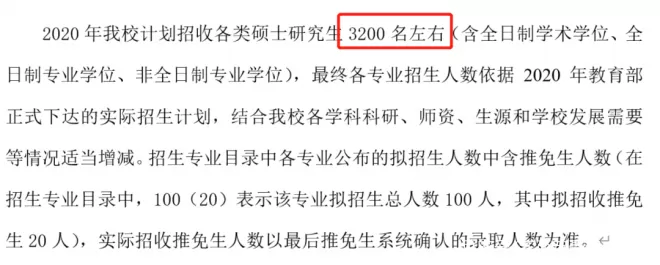 2020 年我校计划招收各类硕士研究生 3200 名左右（含全日制学术学位、全
日制专业学位、非全日制专业学位），最终各专业招生人数依据 2020 年教育部
正式下达的实际招生计划，结合我校各学科科研、师资、生源和学校发展需要
等情况适当增减。招生专业目录中各专业公布的拟招生人数中含推免生人数（在
招生专业目录中，100（20）表示该专业拟招生总人数 100 人，其中拟招收推免
生 20 人），实际招收推免生人数以最后推免生系统确认的录取人数为准。↵